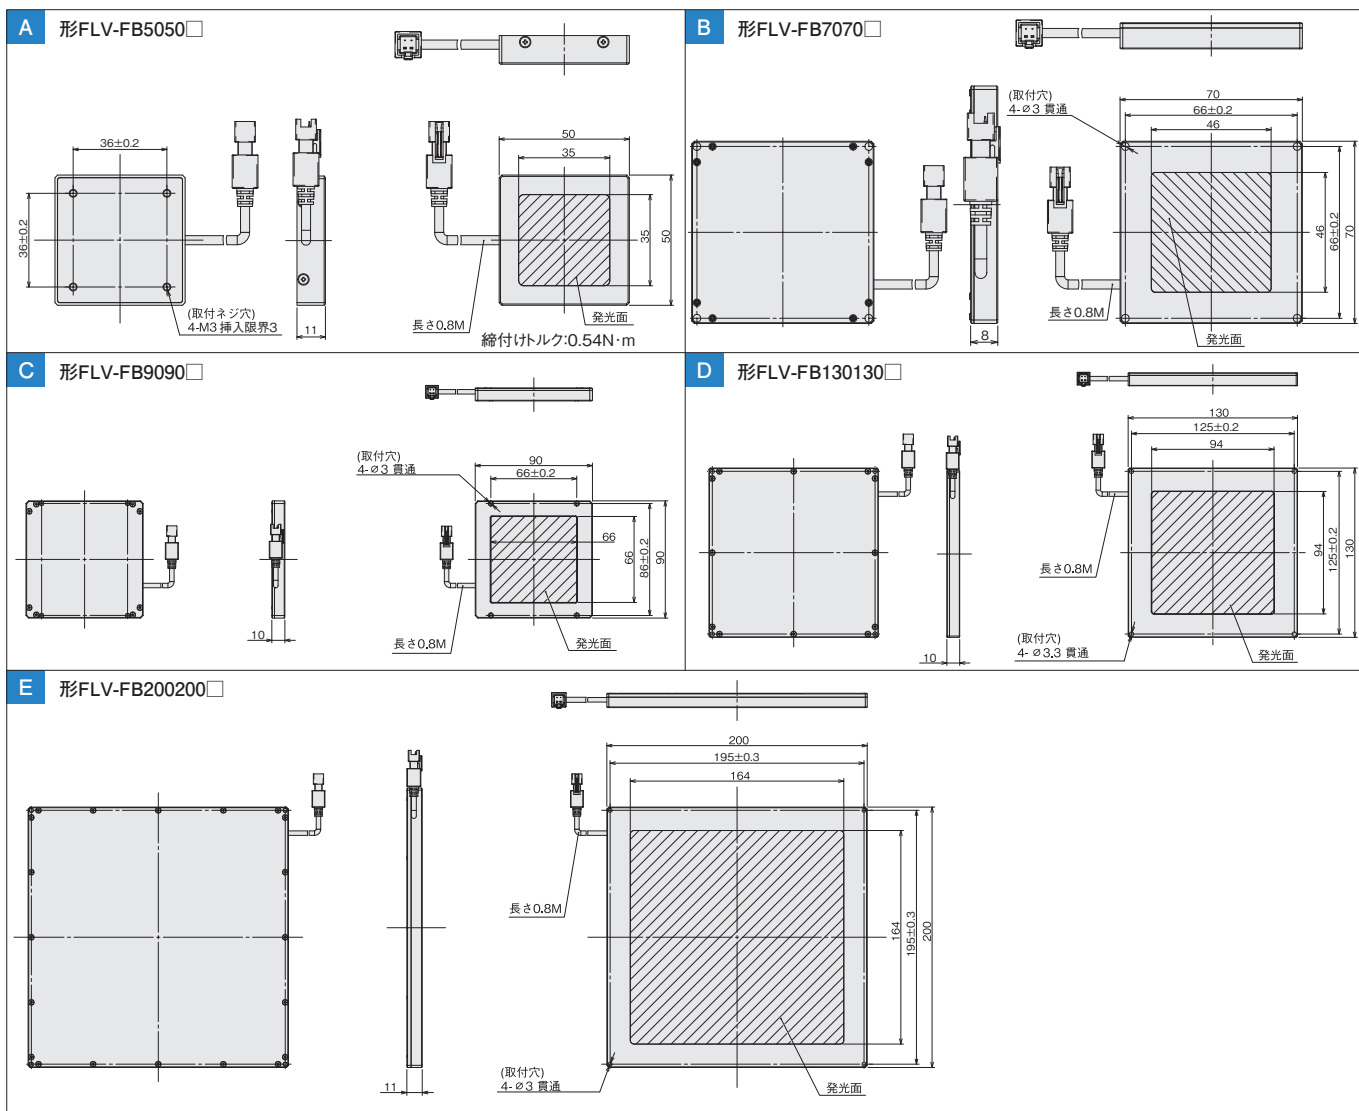 A 形FLV-FB5050□
36±0.2
36±0.2
(取付ネジ穴)
4-M3 挿入限界3
11
50
35
35
50
長さ0.8M
発光面
締付けトルク:0.54N·m
B 形FLV-FB7070□
(取付穴)
4-ø3 貫通
70
66±0.2
46
46
66±0.2
70
8
長さ0.8M
発光面
C 形FLV-FB9090□
(取付穴)
4-ø3 貫通
90
66±0.2
66
66
86±0.2
90
10
長さ0.8M
発光面
D 形FLV-FB130130□
130
125±0.2
94
94
125±0.2
130
長さ0.8M
10
(取付穴)
4-ø3.3 貫通
発光面
E 形FLV-FB200200□
200
195±0.3
164
164
195±0.3
200
長さ0.8M
11
(取付穴)
4-ø3 貫通
発光面